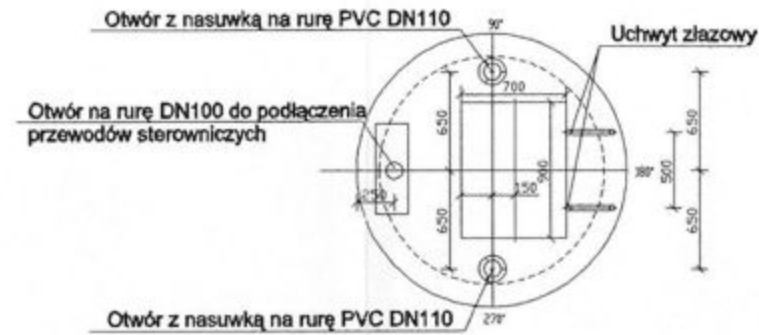 Otwór z nasuwką na rurę PVC DN110
90°
Uchwyt złazowy
700
Otwór na rurę DN100 do podłączenia
przewodów sterowniczych
650
650
900
500
180°
250
150
650
650
Otwór z nasuwką na rurę PVC DN110
270°